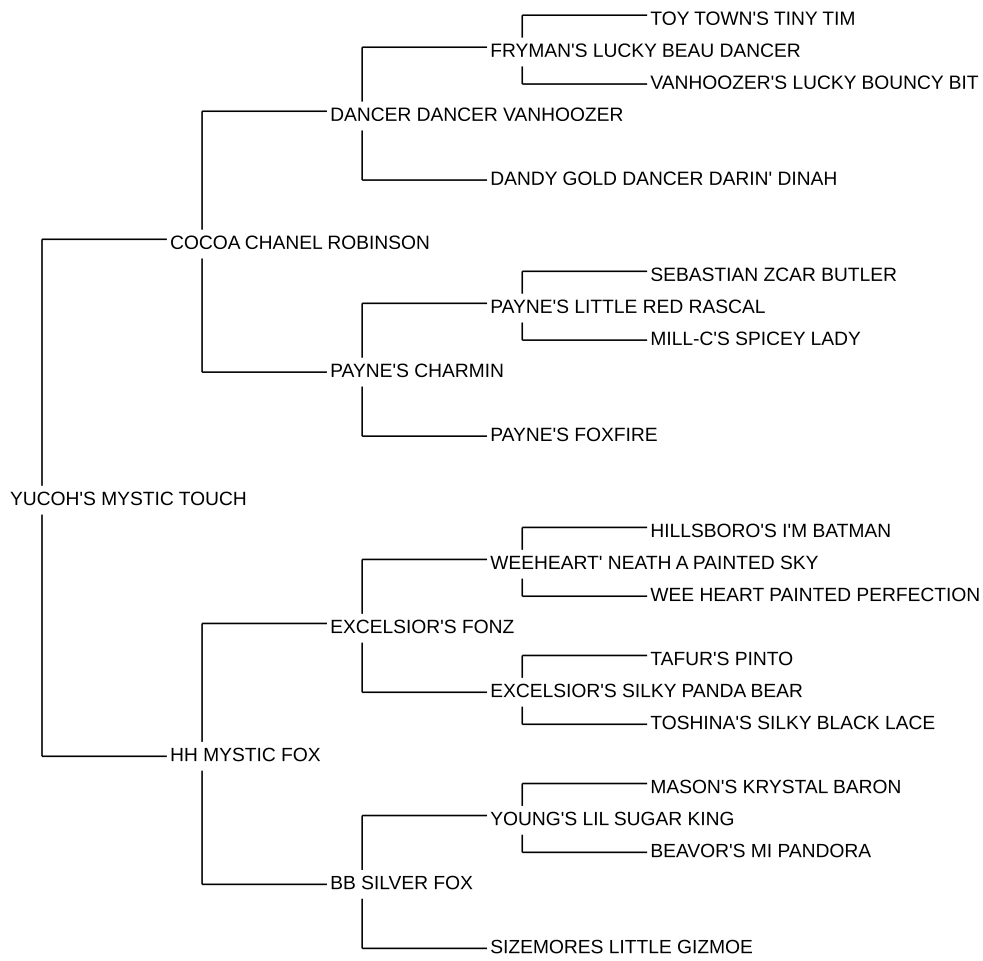 TOY TOWN'S TINY TIM
FRYMAN'S LUCKY BEAU DANCER
VANHOOZER'S LUCKY BOUNCY BIT
DANCER DANCER VANHOOZER
DANDY GOLD DANCER DARIN' DINAH
COCOA CHANEL ROBINSON
SEBASTIAN ZCAR BUTLER
PAYNE'S LITTLE RED RASCAL
MILL-C'S SPICEY LADY
PAYNE'S CHARMIN
PAYNE'S FOXFIRE
YUCOH'S MYSTIC TOUCH
HILLSBORO'S I'M BATMAN
WEEHEART' NEATH A PAINTED SKY
WEE HEART PAINTED PERFECTION
EXCELSIOR'S FONZ
TAFUR'S PINTO
EXCELSIOR'S SILKY PANDA BEAR
TOSHINA'S SILKY BLACK LACE
HH MYSTIC FOX
MASON'S KRYSTAL BARON
YOUNG'S LIL SUGAR KING
BEAVOR'S MI PANDORA
BB SILVER FOX
SIZEMORES LITTLE GIZMOE